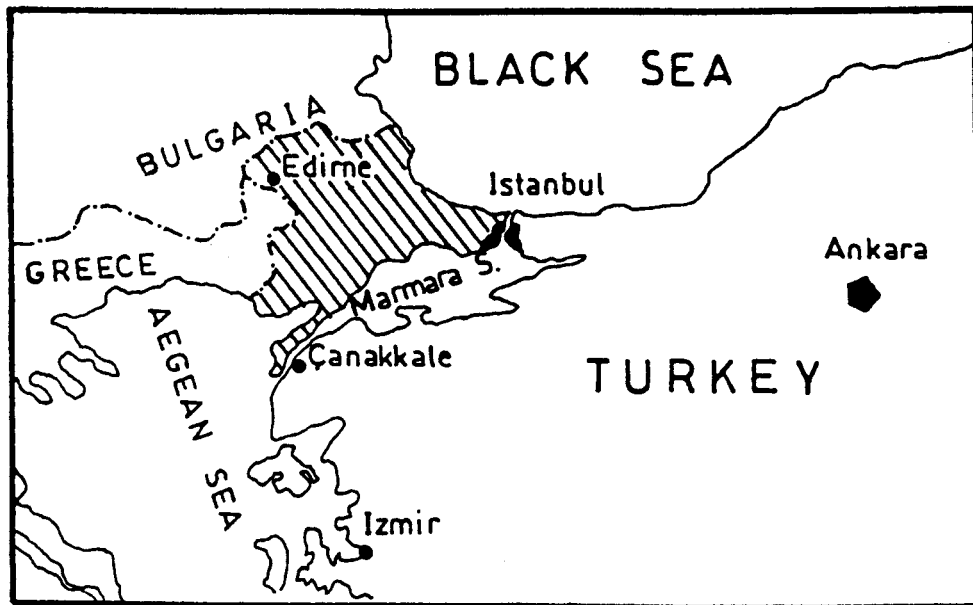 BLACK SEA
BULGARIA
Edirne
Istanbul
Ankara
GREECE
Marmara S.
AEGEAN SEA
Çanakkale
TURKEY
Izmir